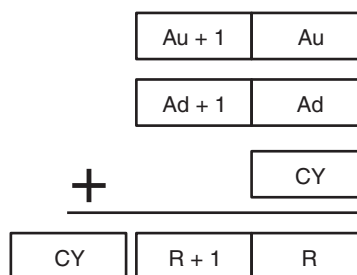 Au + 1 Au
Ad + 1 Ad
CY
+
CY R + 1 R